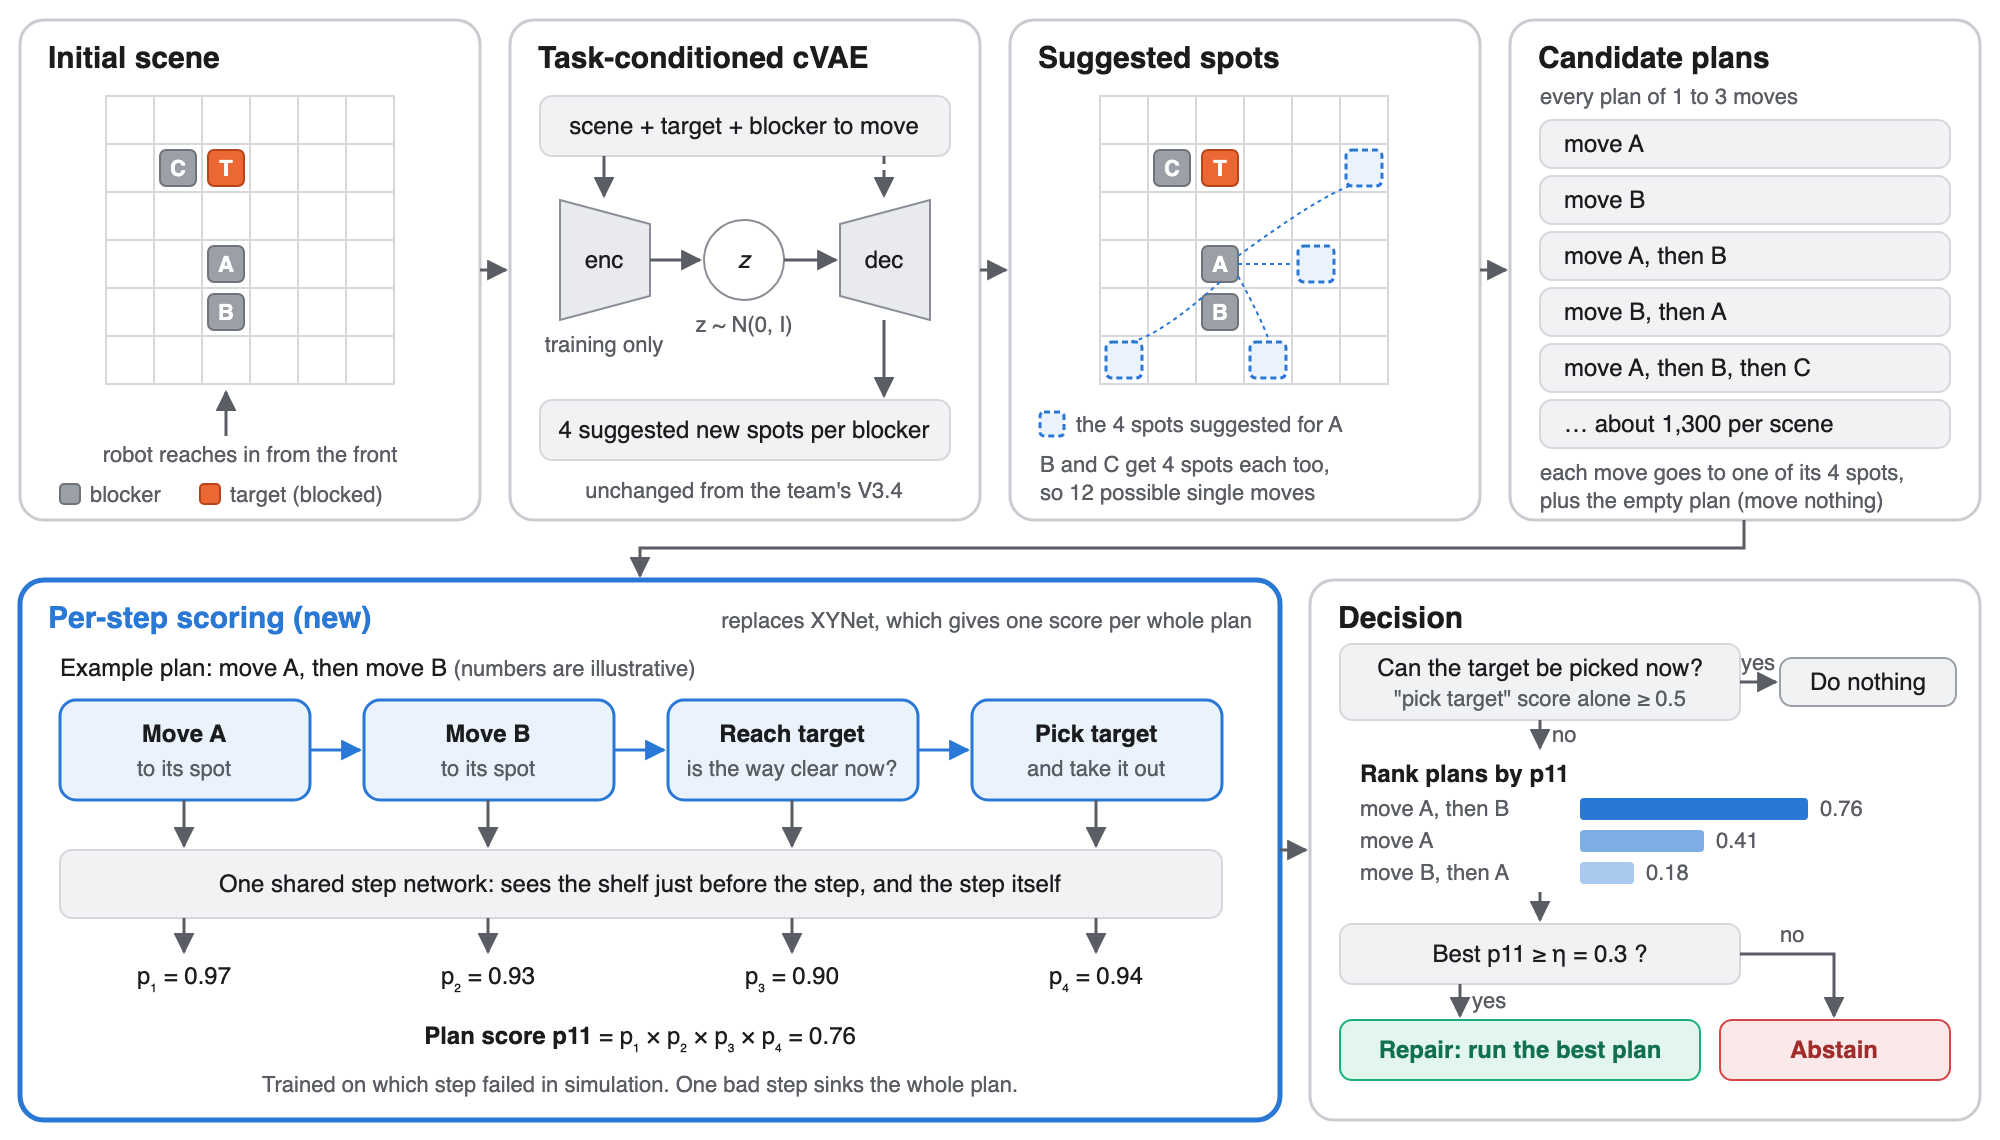 Initial scene
C T
A
B
robot reaches in from the front
blocker target (blocked)
Task-conditioned cVAE
scene + target + blocker to move
enc z dec
z ~ N(0, I)
training only
4 suggested new spots per blocker
unchanged from the team's V3.4
Suggested spots
C T
A
B
the 4 spots suggested for A
B and C get 4 spots each too,
so 12 possible single moves
Candidate plans
every plan of 1 to 3 moves
move A
move B
move A, then B
move B, then A
move A, then B, then C
… about 1,300 per scene
each move goes to one of its 4 spots,
plus the empty plan (move nothing)
Per-step scoring (new)
replaces XYNet, which gives one score per whole plan
Example plan: move A, then move B (numbers are illustrative)
Move A
to its spot
Move B
to its spot
Reach target
is the way clear now?
Pick target
and take it out
One shared step network: sees the shelf just before the step, and the step itself
p₁ = 0.97
p₂ = 0.93
p₃ = 0.90
p₄ = 0.94
Plan score p11 = p₁ × p₂ × p₃ × p₄ = 0.76
Trained on which step failed in simulation. One bad step sinks the whole plan.
Decision
Can the target be picked now?
"pick target" score alone ≥ 0.5
yes
Do nothing
no
Rank plans by p11
move A, then B 0.76
move A 0.41
move B, then A 0.18
Best p11 ≥ η = 0.3 ?
no
yes
Repair: run the best plan
Abstain